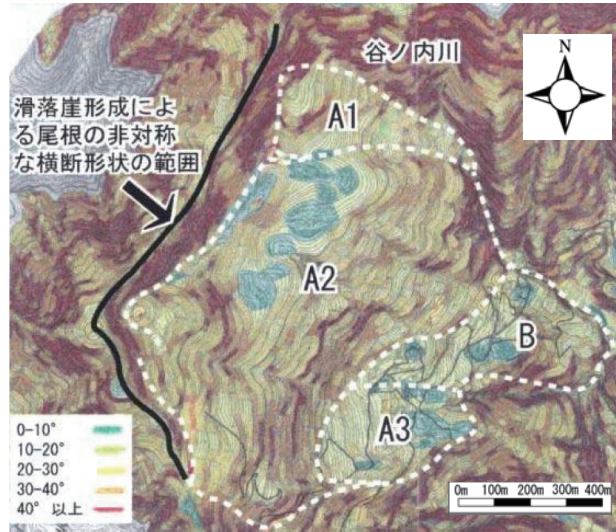 谷ノ内川
N
滑落崖形成によ
る尾根の非対称
な横断形状の範囲
A1
A2
B
A3
0-10°
10-20°
20-30°
30-40°
40° 以上
0m 100m 200m 300m 400m